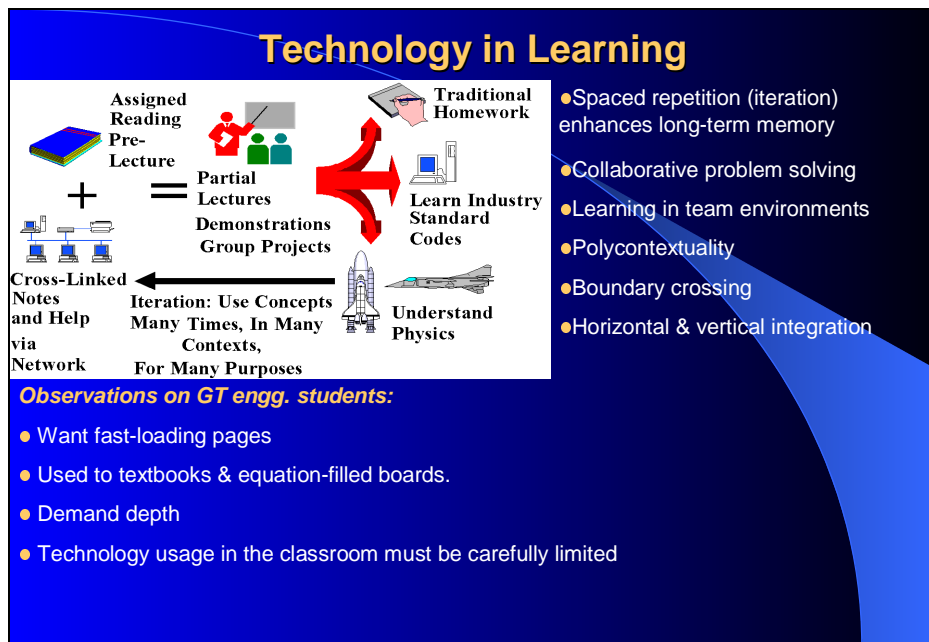 Technology in Learning
Assigned
Reading
Pre-
Lecture
+
=
Cross-Linked
Notes
and Help
via
Network
Partial
Lectures
Demonstrations
Group Projects
Traditional
Homework
Learn Industry
Standard
Codes
Understand
Physics
Iteration: Use Concepts
Many Times, In Many
Contexts,
For Many Purposes
●Spaced repetition (iteration)
enhances long-term memory
●Collaborative problem solving
●Learning in team environments
●Polycontextuality
●Boundary crossing
●Horizontal & vertical integration
Observations on GT engg. students:
● Want fast-loading pages
● Used to textbooks & equation-filled boards.
● Demand depth
● Technology usage in the classroom must be carefully limited